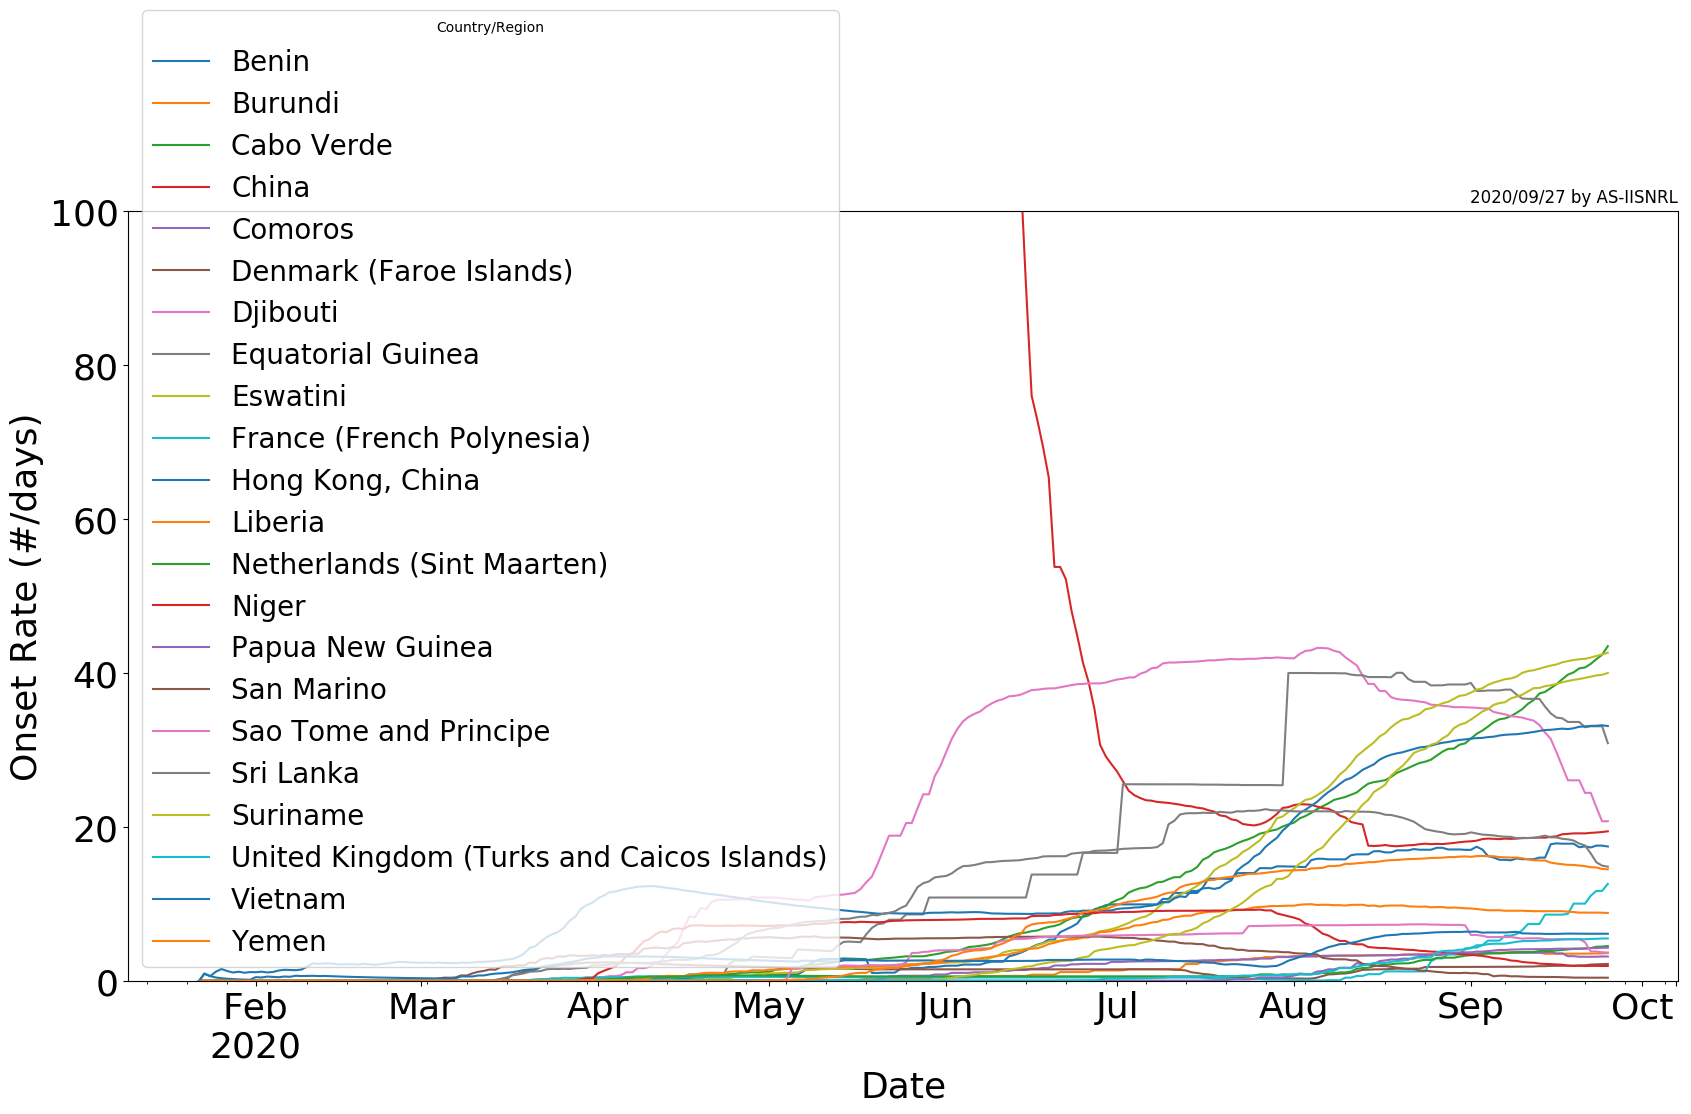 Country/Region
Benin
Burundi
Cabo Verde
China
Comoros
Denmark (Faroe Islands)
Djibouti
Equatorial Guinea
Eswatini
France (French Polynesia)
Hong Kong, China
Liberia
Netherlands (Sint Maarten)
Niger
Papua New Guinea
San Marino
Sao Tome and Principe
Sri Lanka
Suriname
United Kingdom (Turks and Caicos Islands)
Vietnam
Yemen
2020/09/27 by AS-IISNRL
100
80
60
40
20
0
Onset Rate (#/days)
Feb Mar Apr May Jun Jul Aug Sep Oct
2020
Date